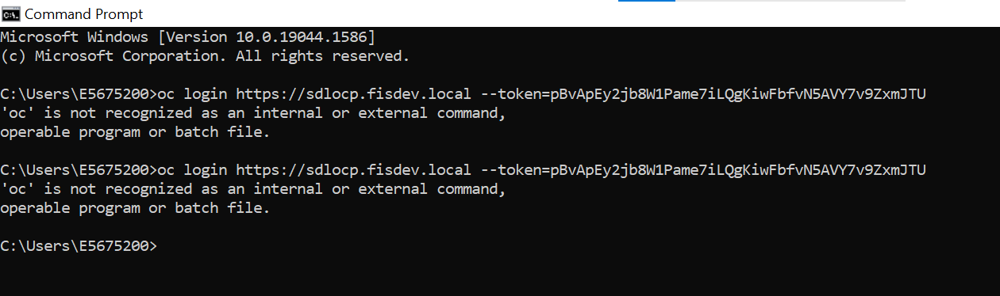 Command Prompt
Microsoft Windows [Version 10.0.19044.1586]
(c) Microsoft Corporation. All rights reserved.
C:\Users\E5675200>oc login https://sdlocp.fisdev.local --token=pBvApEy2jb8W1Pame7iLQgKiwFbfvN5AVY7v9ZxmJTU
'oc' is not recognized as an internal or external command,
operable program or batch file.
C:\Users\E5675200>oc login https://sdlocp.fisdev.local --token=pBvApEy2jb8W1Pame7iLQgKiwFbfvN5AVY7v9ZxmJTU
'oc' is not recognized as an internal or external command,
operable program or batch file.
C:\Users\E5675200>